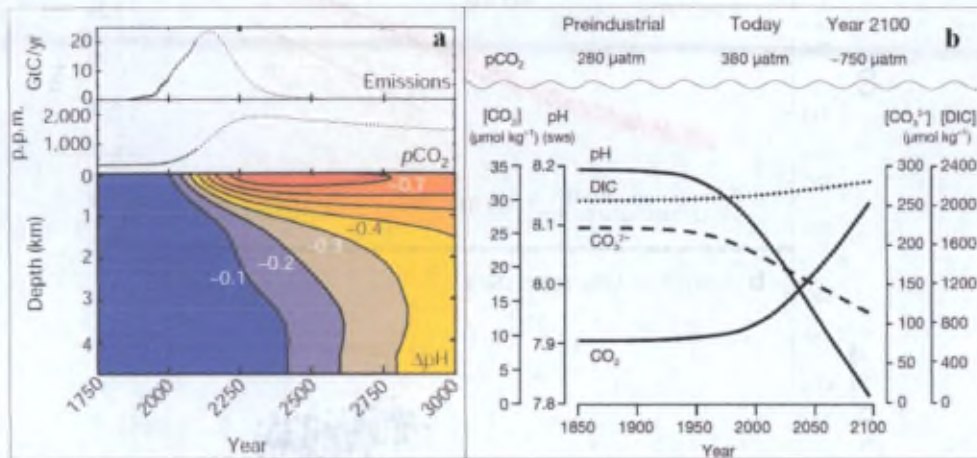 a
GtC/yr
25
20
10
0
Emissions
p.p.m.
2,000
1,000
pCO2
Depth (km)
0
1
2
3
4
-0.7
-0.4
-0.3
-0.2
-0.1
ΔpH
1750 2000 2250 2500 2750 3000
Year
b
Preindustrial Today Year 2100
pCO2 280 µatm 380 µatm ~750 µatm
[CO2] pH [CO3 2-] [DIC]
(µmol kg-1) (sws) (µmol kg-1)
35
30
25
20
15
10
5
0
8.2
8.1
8.0
7.9
7.8
pH
DIC
CO3 2-
CO2
300 2400
250 2000
200 1600
150 1200
100 800
50 400
0 0
1850 1900 1950 2000 2050 2100
Year